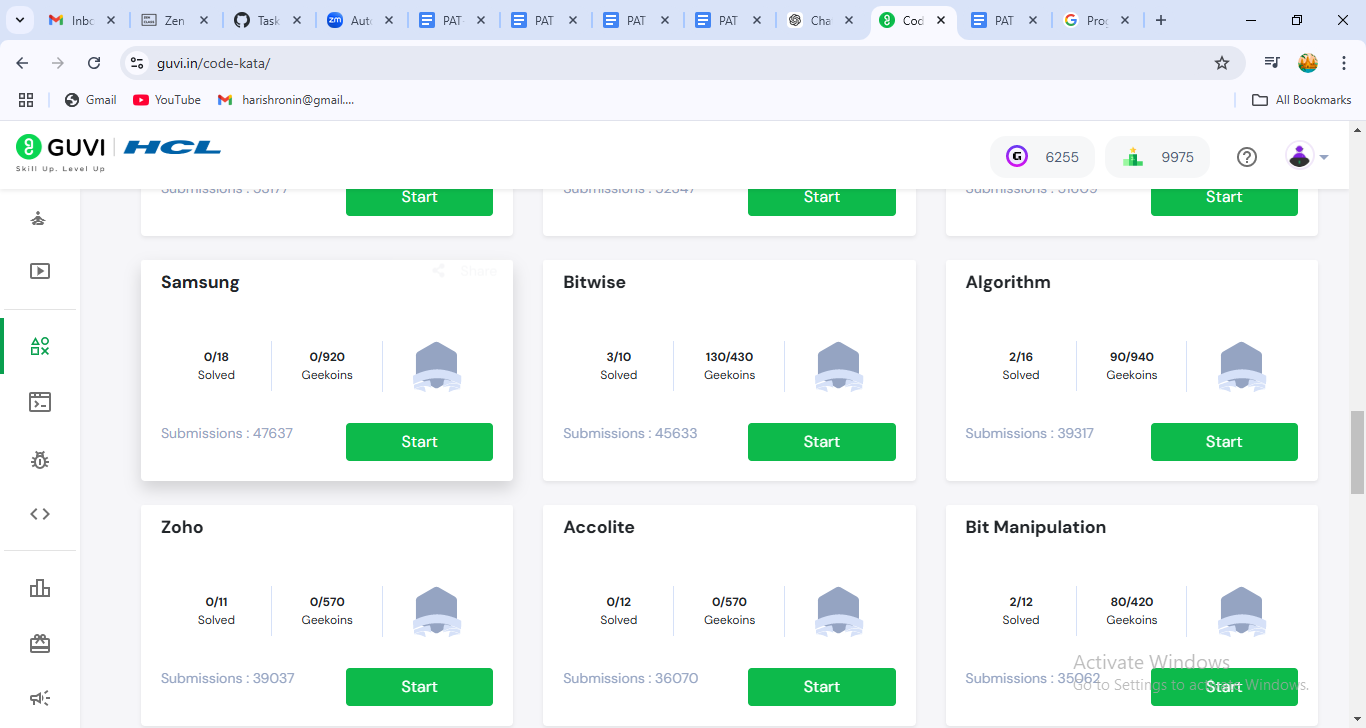 Inbc
Zen
Task
Auto
PAT-
PAT
PAT
PAT
Cha
Cod
PAT
Prog
guvi.in/code-kata/
Gmail
YouTube
harishronin@gmail....
All Bookmarks
GUVI HCL
Skill Up. Level Up
6255
9975
Submissions : 53177
Start
Submissions : 52547
Start
Submissions : 51609
Start
Samsung
Share
0/18
Solved
0/920
Geekoins
Submissions : 47637
Start
Bitwise
3/10
Solved
130/430
Geekoins
Submissions : 45633
Start
Algorithm
2/16
Solved
90/940
Geekoins
Submissions : 39317
Start
Zoho
0/11
Solved
0/570
Geekoins
Submissions : 39037
Start
Accolite
0/12
Solved
0/570
Geekoins
Submissions : 36070
Start
Bit Manipulation
2/12
Solved
80/420
Geekoins
Submissions : 35062
Start
Activate Windows
Go to Settings to activate Windows.